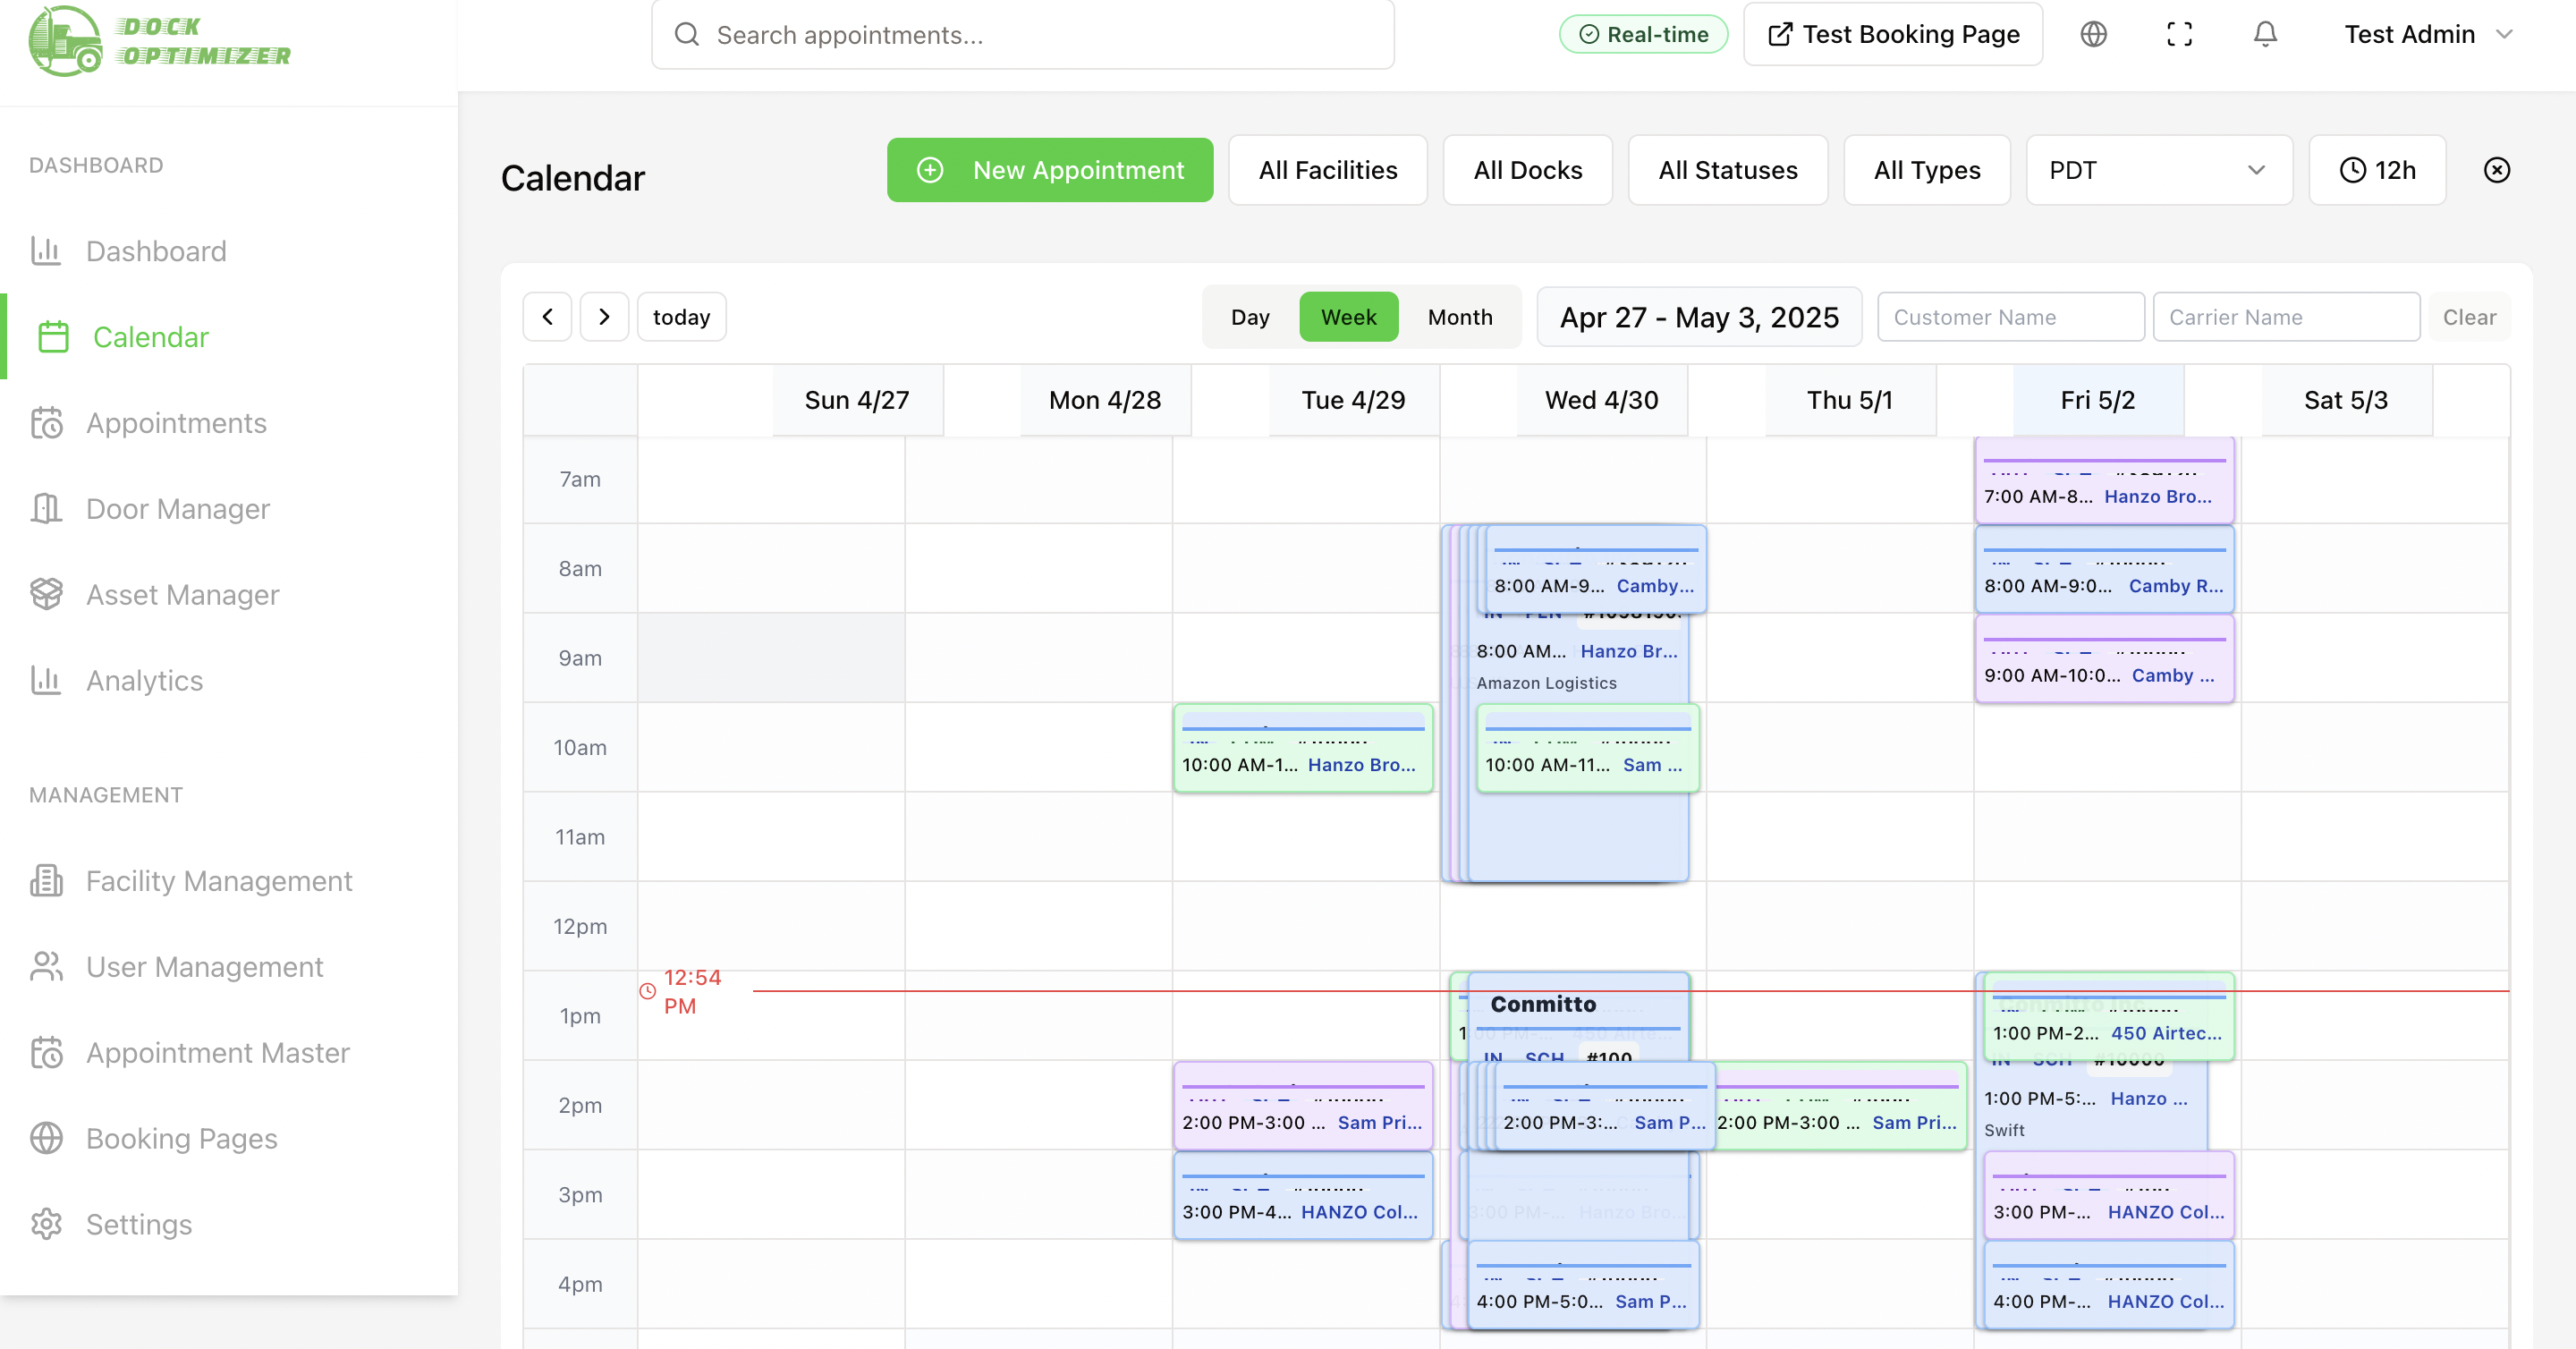 DOCK
OPTIMIZER
Search appointments...
Real-time
Test Booking Page
Test Admin
DASHBOARD
Dashboard
Calendar
Appointments
Door Manager
Asset Manager
Analytics
MANAGEMENT
Facility Management
User Management
Appointment Master
Booking Pages
Settings
Calendar
New Appointment
All Facilities
All Docks
All Statuses
All Types
PDT
12h
today
Day
Week
Month
Apr 27 - May 3, 2025
Customer Name
Carrier Name
Clear
Sun 4/27
Mon 4/28
Tue 4/29
Wed 4/30
Thu 5/1
Fri 5/2
Sat 5/3
7am
8am
9am
10am
11am
12pm
1pm
2pm
3pm
4pm
12:54
PM
10:00 AM-1... Hanzo Bro...
2:00 PM-3:00 ... Sam Pri...
3:00 PM-4... HANZO Col...
8:00 AM-9... Camby...
8:00 AM... Hanzo Br...
Amazon Logistics
10:00 AM-11... Sam ...
Conmitto
IN SCH #100
2:00 PM-3:... Sam P...
4:00 PM-5:0... Sam P...
2:00 PM-3:00 ... Sam Pri...
7:00 AM-8... Hanzo Bro...
8:00 AM-9:0... Camby R...
9:00 AM-10:0... Camby ...
1:00 PM-2... 450 Airtec...
IN SCH #10000
1:00 PM-5:... Hanzo ...
Swift
3:00 PM-... HANZO Col...
4:00 PM-... HANZO Col...